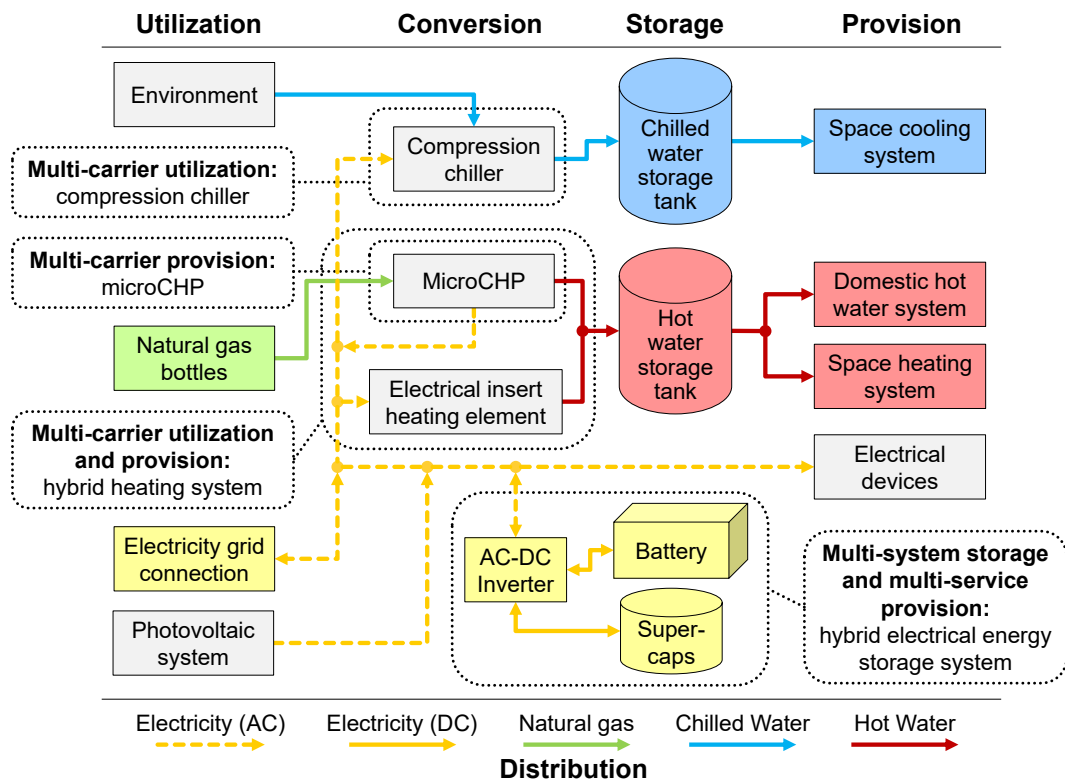 Utilization
Conversion
Storage
Provision
Environment
Compression
chiller
Chilled
water
storage
tank
Space cooling
system
Multi-carrier utilization:
compression chiller
Multi-carrier provision:
microCHP
MicroCHP
Hot
water
storage
tank
Domestic hot
water system
Natural gas
bottles
Electrical insert
heating element
Space heating
system
Multi-carrier utilization
and provision:
hybrid heating system
Electrical
devices
Electricity grid
connection
AC-DC
Inverter
Battery
Multi-system storage
and multi-service
provision:
hybrid electrical energy
storage system
Photovoltaic
system
Super-
caps
Electricity (AC)
Electricity (DC)
Natural gas
Chilled Water
Hot Water
Distribution